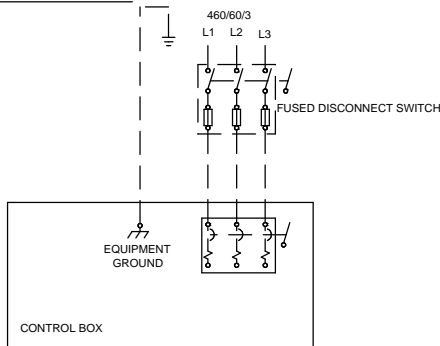 460/60/3
L1 L2 L3
FUSED DISCONNECT SWITCH
EQUIPMENT
GROUND
CONTROL BOX